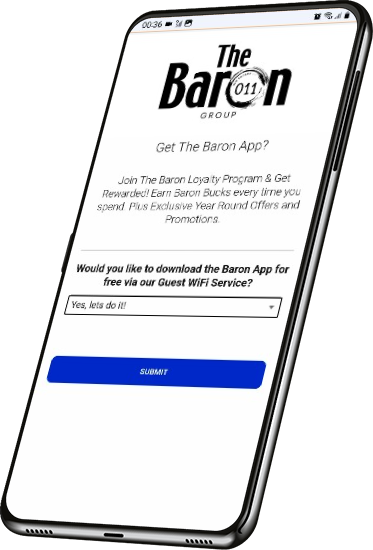 00:36
The
Baron
011
GROUP
Get The Baron App?
Join The Baron Loyalty Program & Get
Rewarded! Earn Baron Bucks every time you
spend. Plus Exclusive Year Round Offers and
Promotions.
Would you like to download the Baron App for
free via our Guest WiFi Service?
Yes, lets do it!
SUBMIT